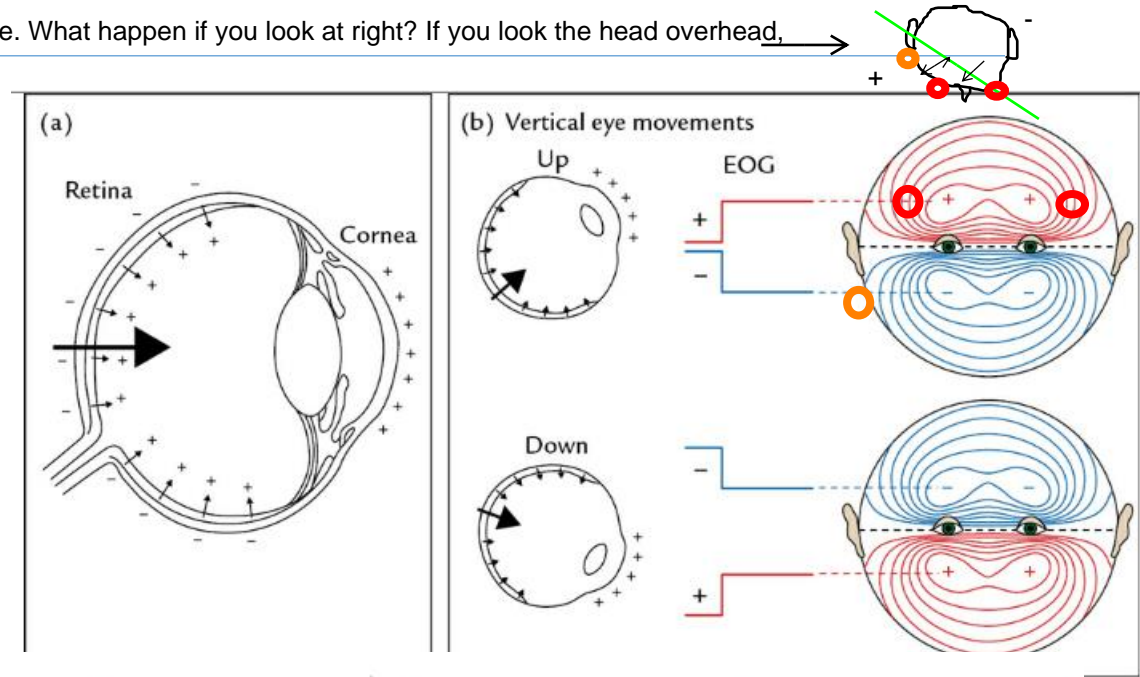 e. What happen if you look at right? If you look the head overhead,
(a)
Retina
Cornea
(b) Vertical eye movements
Up
EOG
Down